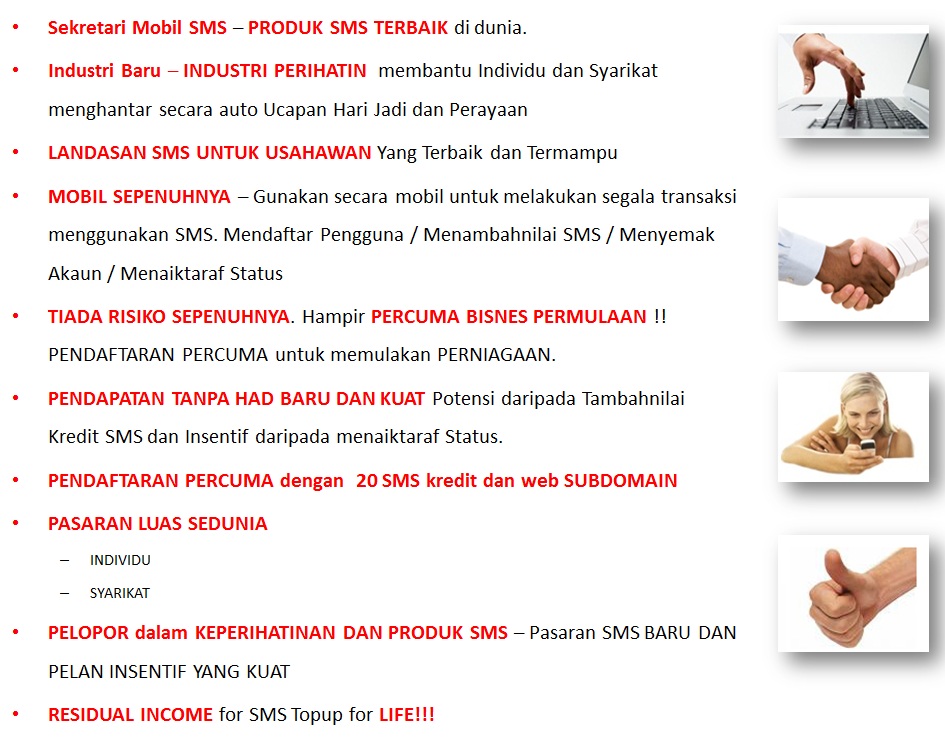 • Sekretari Mobil SMS – PRODUK SMS TERBAIK di dunia.
• Industri Baru – INDUSTRI PERIHATIN membantu Individu dan Syarikat
menghantar secara auto Ucapan Hari Jadi dan Perayaan
• LANDASAN SMS UNTUK USAHAWAN Yang Terbaik dan Termampu
• MOBIL SEPENUHNYA – Gunakan secara mobil untuk melakukan segala transaksi
menggunakan SMS. Mendaftar Pengguna / Menambahnilai SMS / Menyemak
Akaun / Menaiktaraf Status
• TIADA RISIKO SEPENUHNYA. Hampir PERCUMA BISNES PERMULAAN !!
PENDAFTARAN PERCUMA untuk memulakan PERNIAGAAN.
• PENDAPATAN TANPA HAD BARU DAN KUAT Potensi daripada Tambahnilai
Kredit SMS dan Insentif daripada menaiktaraf Status.
• PENDAFTARAN PERCUMA dengan 20 SMS kredit dan web SUBDOMAIN
• PASARAN LUAS SEDUNIA
– INDIVIDU
– SYARIKAT
• PELOPOR dalam KEPERIHATINAN DAN PRODUK SMS – Pasaran SMS BARU DAN
PELAN INSENTIF YANG KUAT
• RESIDUAL INCOME for SMS Topup for LIFE!!!